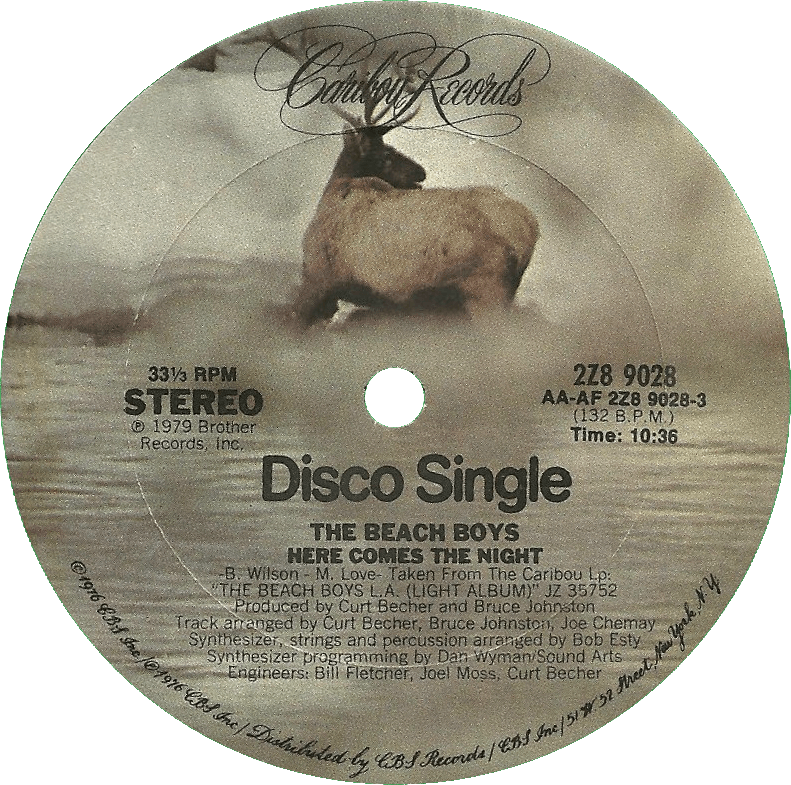 Caribou Records
33⅓ RPM
STEREO
℗ 1979 Brother
Records, Inc.
2Z8 9028
AA-AF 2Z8 9028-3
(132 B.P.M.)
Time: 10:36
Disco Single
THE BEACH BOYS
HERE COMES THE NIGHT
-B. Wilson - M. Love- Taken From The Caribou Lp:
"THE BEACH BOYS L.A. (LIGHT ALBUM)" JZ 35752
Produced by Curt Becher and Bruce Johnston
Track arranged by Curt Becher, Bruce Johnston, Joe Chemay
Synthesizer, strings and percussion arranged by Bob Esty
Synthesizer programming by Dan Wyman/Sound Arts
Engineers: Bill Fletcher, Joel Moss, Curt Becher
©1976 CBS Inc/℗1976 CBS Inc/Distributed by CBS Records/CBS Inc/51 W 52 Street, New York, N.Y.